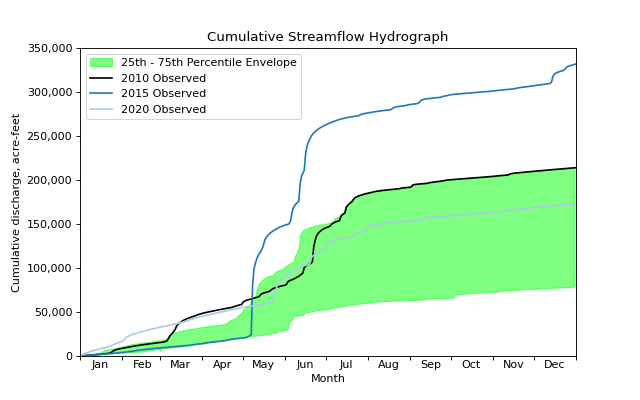 Cumulative Streamflow Hydrograph
350,000
300,000
250,000
200,000
150,000
100,000
50,000
0
Cumulative discharge, acre-feet
25th - 75th Percentile Envelope
2010 Observed
2015 Observed
2020 Observed
Jan Feb Mar Apr May Jun Jul Aug Sep Oct Nov Dec
Month